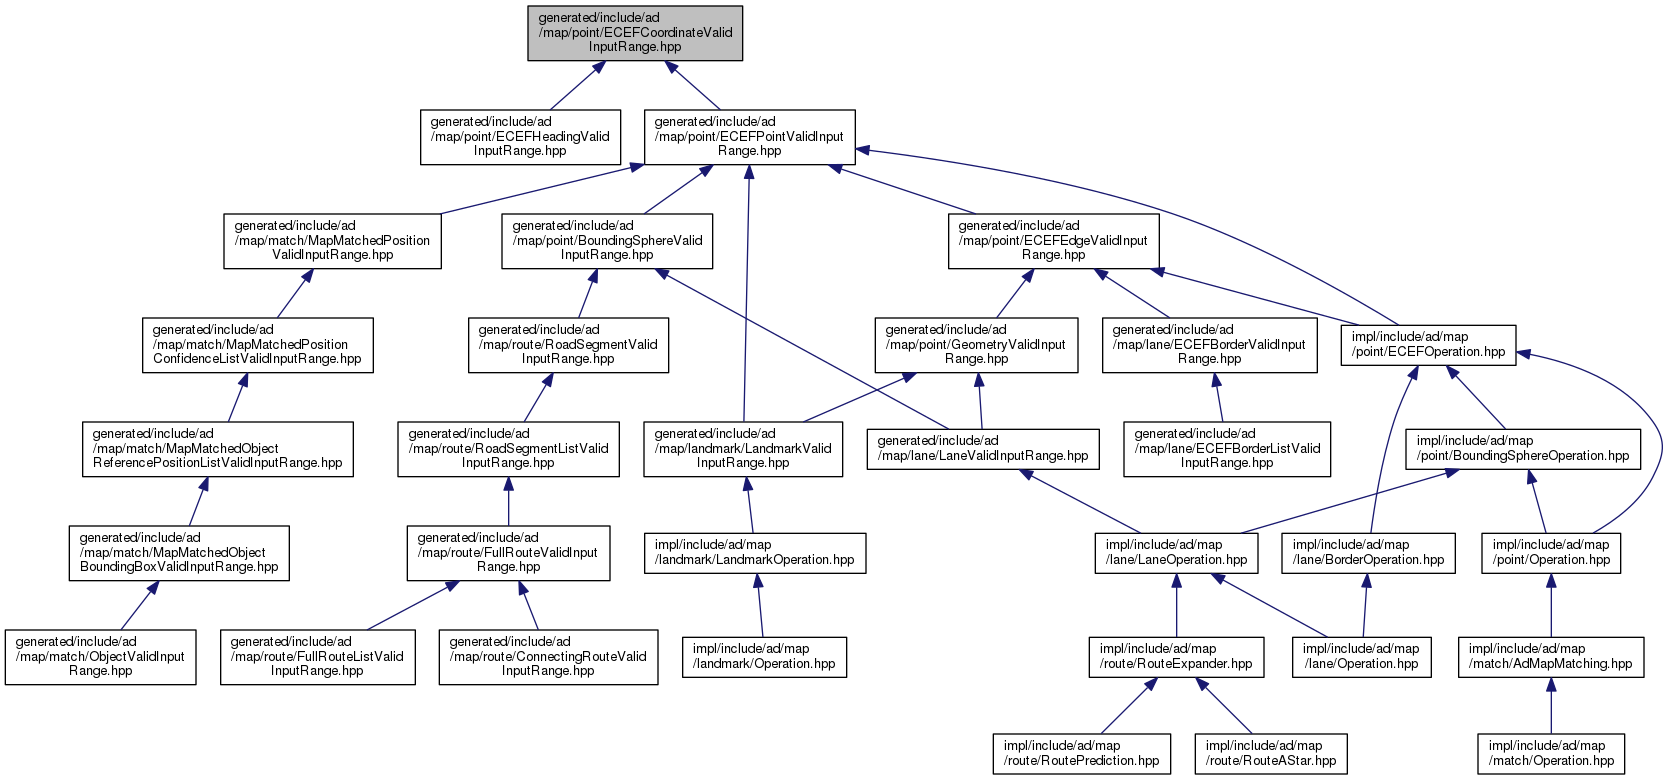 generated/include/ad
/map/point/ECEFCoordinateValid
InputRange.hpp
generated/include/ad
/map/point/ECEFHeadingValid
InputRange.hpp
generated/include/ad
/map/point/ECEFPointValidInput
Range.hpp
generated/include/ad
/map/match/MapMatchedPosition
ValidInputRange.hpp
generated/include/ad
/map/point/BoundingSphereValid
InputRange.hpp
generated/include/ad
/map/point/ECEFEdgeValidInput
Range.hpp
generated/include/ad
/map/match/MapMatchedPosition
ConfidenceListValidInputRange.hpp
generated/include/ad
/map/route/RoadSegmentValid
InputRange.hpp
generated/include/ad
/map/point/GeometryValidInput
Range.hpp
generated/include/ad
/map/lane/ECEFBorderValidInput
Range.hpp
impl/include/ad/map
/point/ECEFOperation.hpp
generated/include/ad
/map/match/MapMatchedObject
ReferencePositionListValidInputRange.hpp
generated/include/ad
/map/route/RoadSegmentListValid
InputRange.hpp
generated/include/ad
/map/landmark/LandmarkValid
InputRange.hpp
generated/include/ad
/map/lane/LaneValidInputRange.hpp
generated/include/ad
/map/lane/ECEFBorderListValid
InputRange.hpp
impl/include/ad/map
/point/BoundingSphereOperation.hpp
generated/include/ad
/map/match/MapMatchedObject
BoundingBoxValidInputRange.hpp
generated/include/ad
/map/route/FullRouteValidInput
Range.hpp
impl/include/ad/map
/landmark/LandmarkOperation.hpp
impl/include/ad/map
/lane/LaneOperation.hpp
impl/include/ad/map
/lane/BorderOperation.hpp
impl/include/ad/map
/point/Operation.hpp
generated/include/ad
/map/match/ObjectValidInput
Range.hpp
generated/include/ad
/map/route/FullRouteListValid
InputRange.hpp
generated/include/ad
/map/route/ConnectingRouteValid
InputRange.hpp
impl/include/ad/map
/landmark/Operation.hpp
impl/include/ad/map
/route/RouteExpander.hpp
impl/include/ad/map
/lane/Operation.hpp
impl/include/ad/map
/match/AdMapMatching.hpp
impl/include/ad/map
/route/RoutePrediction.hpp
impl/include/ad/map
/route/RouteAStar.hpp
impl/include/ad/map
/match/Operation.hpp